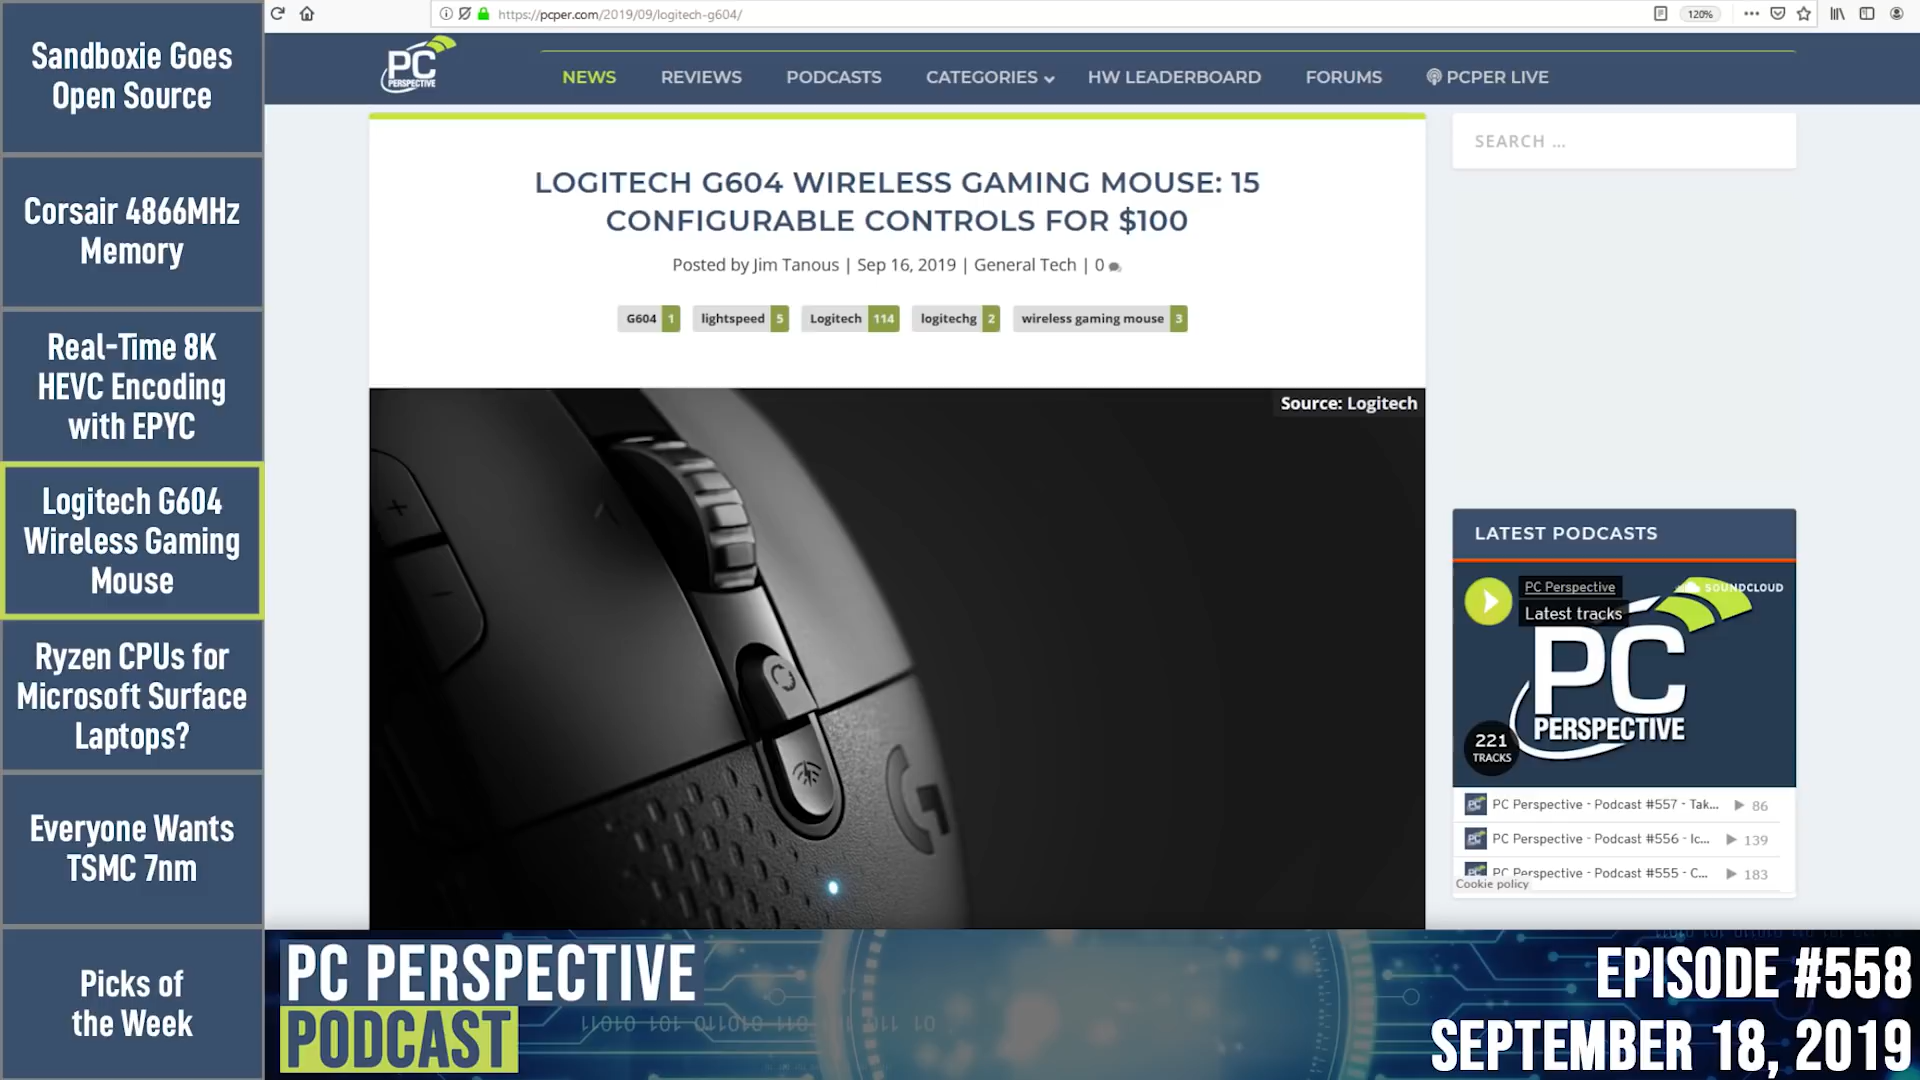 Sandboxie Goes
Open Source
Corsair 4866MHz
Memory
Real-Time 8K
HEVC Encoding
with EPYC
Logitech G604
Wireless Gaming
Mouse
Ryzen CPUs for
Microsoft Surface
Laptops?
Everyone Wants
TSMC 7nm
Picks of
the Week
https://pcper.com/2019/09/logitech-g604/
120%
PC
PERSPECTIVE
NEWS
REVIEWS
PODCASTS
CATEGORIES
HW LEADERBOARD
FORUMS
PCPER LIVE
LOGITECH G604 WIRELESS GAMING MOUSE: 15
CONFIGURABLE CONTROLS FOR $100
Posted by Jim Tanous | Sep 16, 2019 | General Tech | 0
G604 1
lightspeed 5
Logitech 114
logitechg 2
wireless gaming mouse 3
Source: Logitech
SEARCH ...
LATEST PODCASTS
PC Perspective
SOUNDCLOUD
Latest tracks
PC
PERSPECTIVE
221
TRACKS
PC Perspective - Podcast #557 - Tak... 86
PC Perspective - Podcast #556 - Ic... 139
PC Perspective - Podcast #555 - C... 183
Cookie policy
PC PERSPECTIVE
PODCAST
EPISODE #558
SEPTEMBER 18, 2019